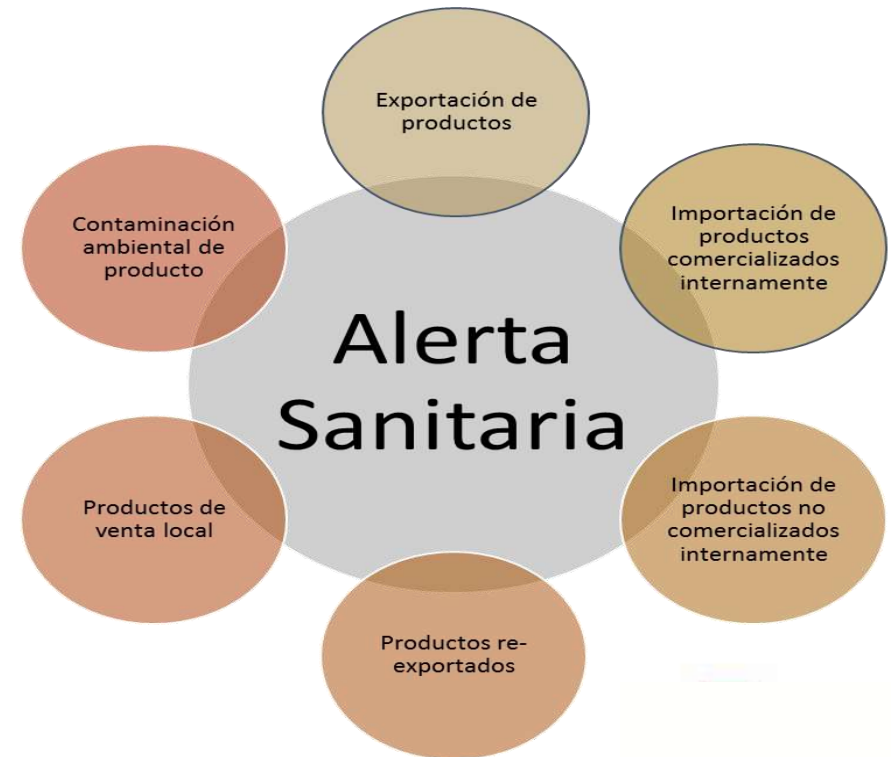 Exportación de
productos
Importación de
productos
comercializados
internamente
Importación de
productos no
comercializados
internamente
Productos re-
exportados
Productos de
venta local
Contaminación
ambiental de
producto
Alerta
Sanitaria